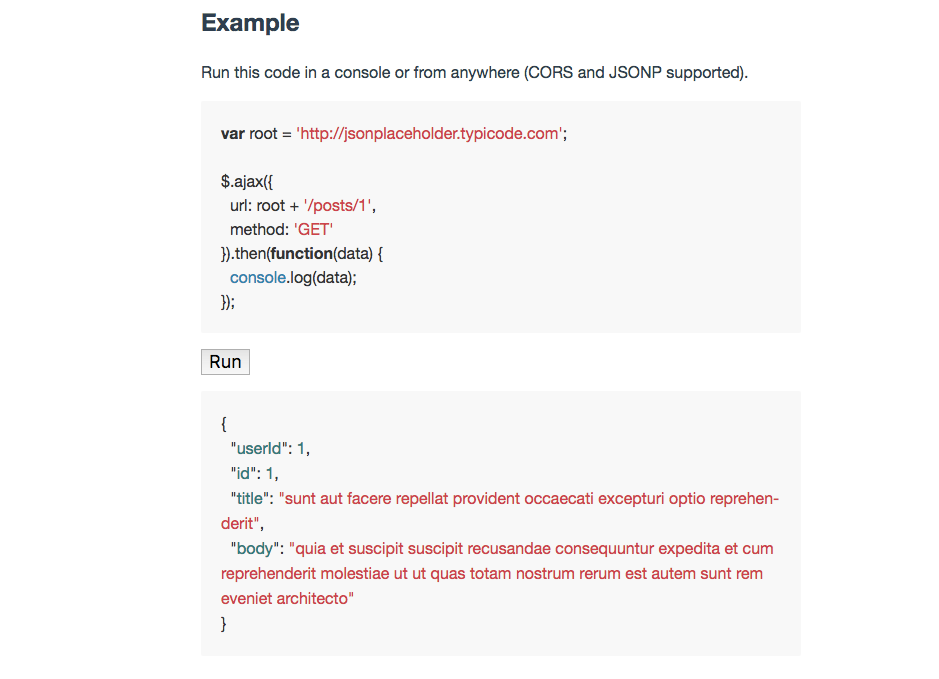 Example
Run this code in a console or from anywhere (CORS and JSONP supported).
var root = 'http://jsonplaceholder.typicode.com';
$.ajax({
  url: root + '/posts/1',
  method: 'GET'
}).then(function(data) {
  console.log(data);
});
Run
{
  "userId": 1,
  "id": 1,
  "title": "sunt aut facere repellat provident occaecati excepturi optio reprehen-
derit",
  "body": "quia et suscipit suscipit recusandae consequuntur expedita et cum
reprehenderit molestiae ut ut quas totam nostrum rerum est autem sunt rem
eveniet architecto"
}